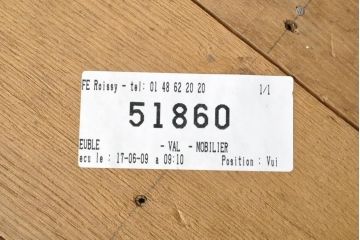 FE Roissy - tel: 01 48 62 20 20 1/1
51860
EUBLE - VAL - MOBILIER
ecu le : 17-06-09 a 09:10 Position : Vui